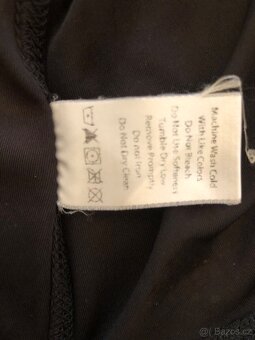 Machine Wash Cold
With Like Colors
Do Not Bleach
Do Not Use Softeners
Tumble Dry Low
Remove Promptly
Do Not Iron
Do Not Dry Clean
Bazoš.cz